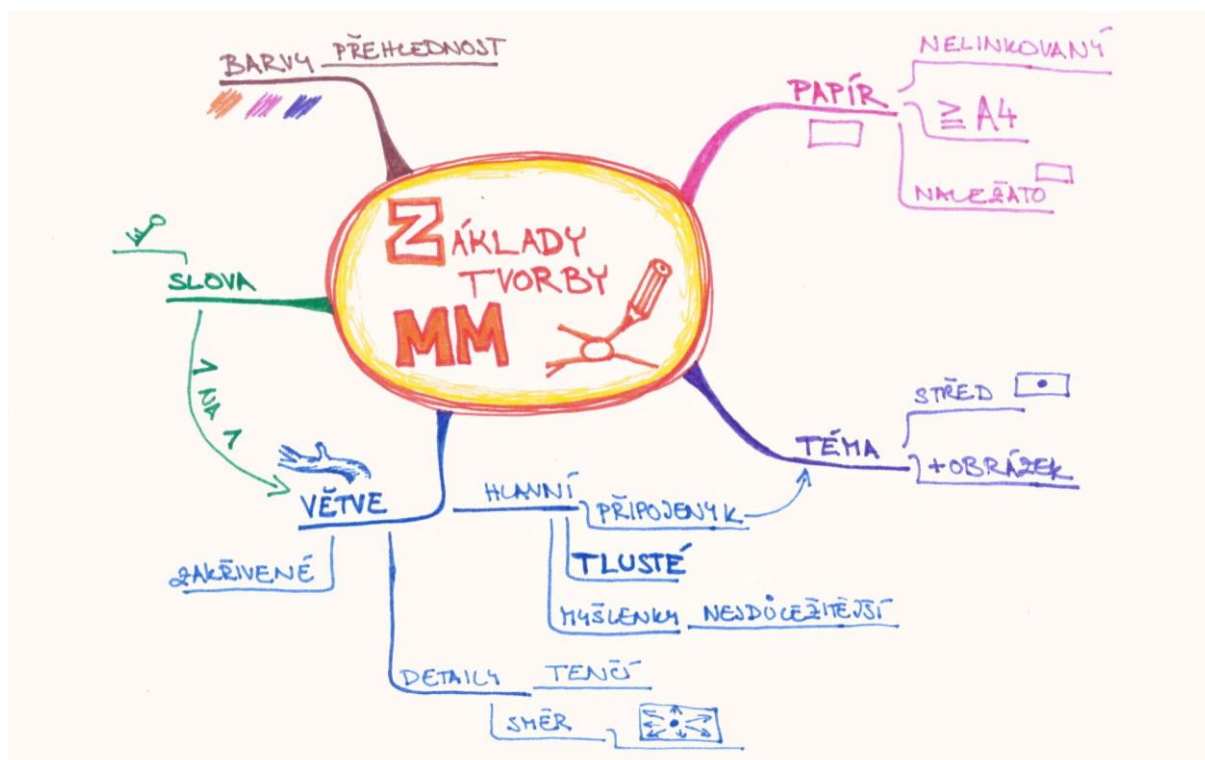 ZÁKLADY
TVORBY
MM
PAPÍR
NELINKOVANÝ
≧ A4
NALEŽATO
TÉMA
STŘED
+OBRÁZEK
VĚTVE
HLAVNÍ
PŘIPOJENY K
TLUSTÉ
MYŠLENKY NEJDŮLEŽITĚJŠÍ
ZAKŘIVENÉ
DETAILY TENČÍ
SMĚR
SLOVA
1 NA 1
BARVY PŘEHLEDNOST